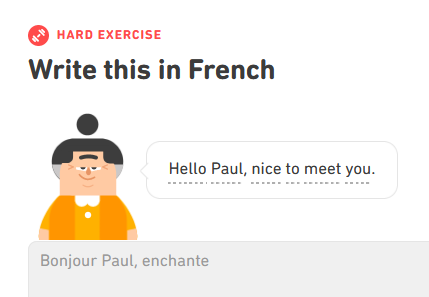 HARD EXERCISE
Write this in French
Hello Paul, nice to meet you.
Bonjour Paul, enchante